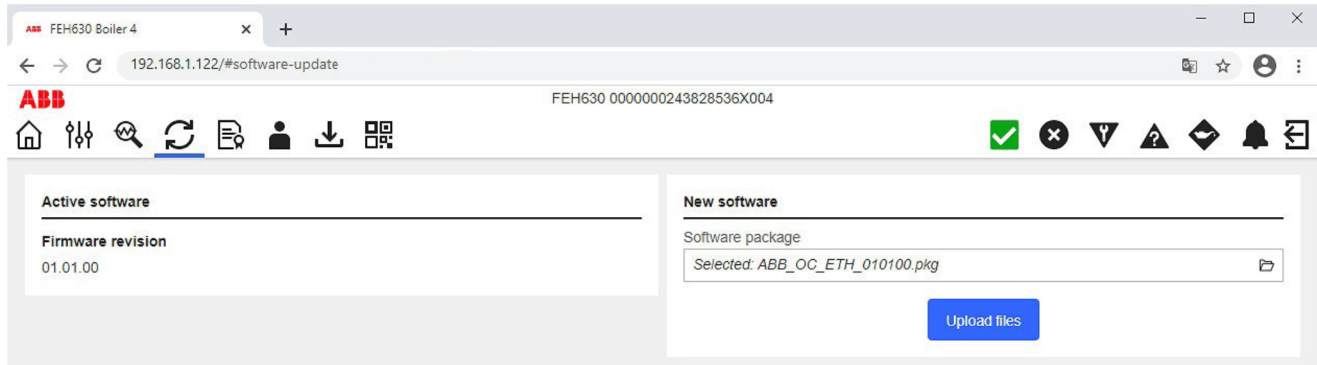 ABB FEH630 Boiler 4
192.168.1.122/#software-update
ABB
FEH630 0000000243828536X004
Active software
Firmware revision
01.01.00
New software
Software package
Selected: ABB_OC_ETH_010100.pkg
Upload files